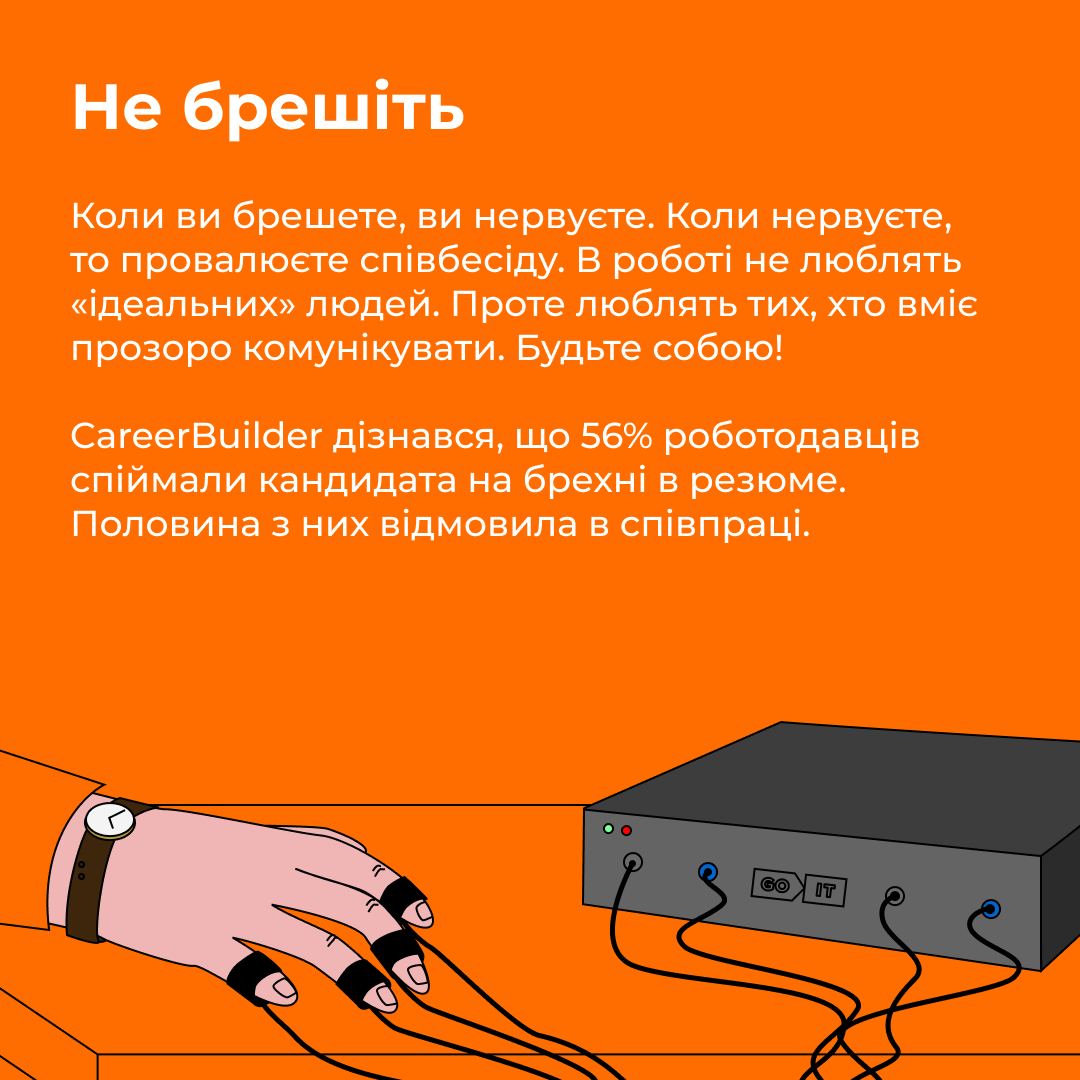 Не брешіть
Коли ви брешете, ви нервуєте. Коли нервуєте,
то провалюєте співбесіду. В роботі не люблять
«ідеальних» людей. Проте люблять тих, хто вміє
прозоро комунікувати. Будьте собою!
CareerBuilder дізнався, що 56% роботодавців
спіймали кандидата на брехні в резюме.
Половина з них відмовила в співпраці.
GO IT